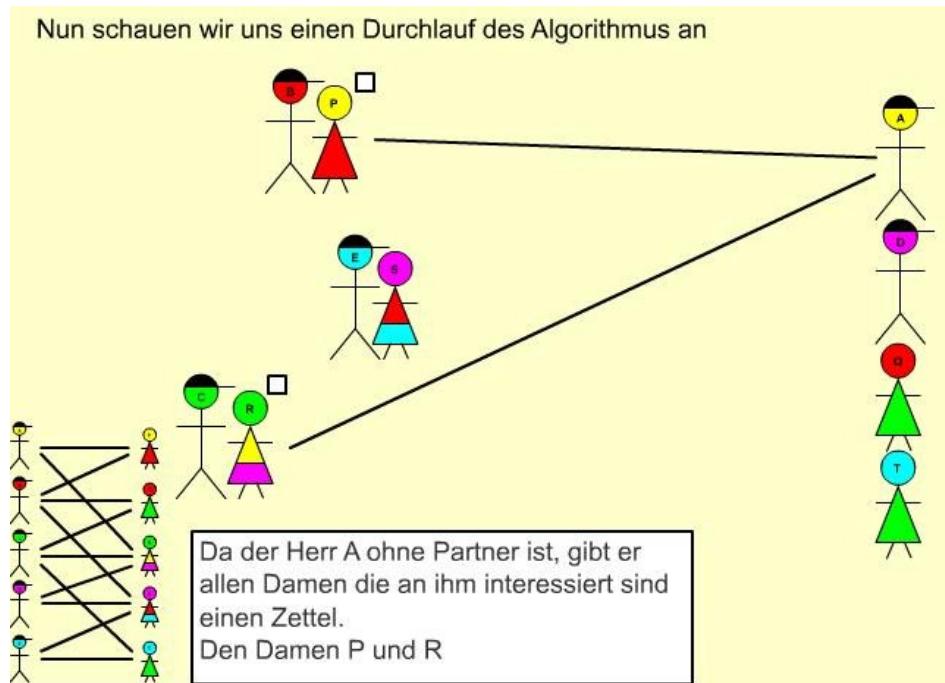 Nun schauen wir uns einen Durchlauf des Algorithmus an
B
P
A
D
E
S
C
R
Q
T
Da der Herr A ohne Partner ist, gibt er
allen Damen die an ihm interessiert sind
einen Zettel.
Den Damen P und R